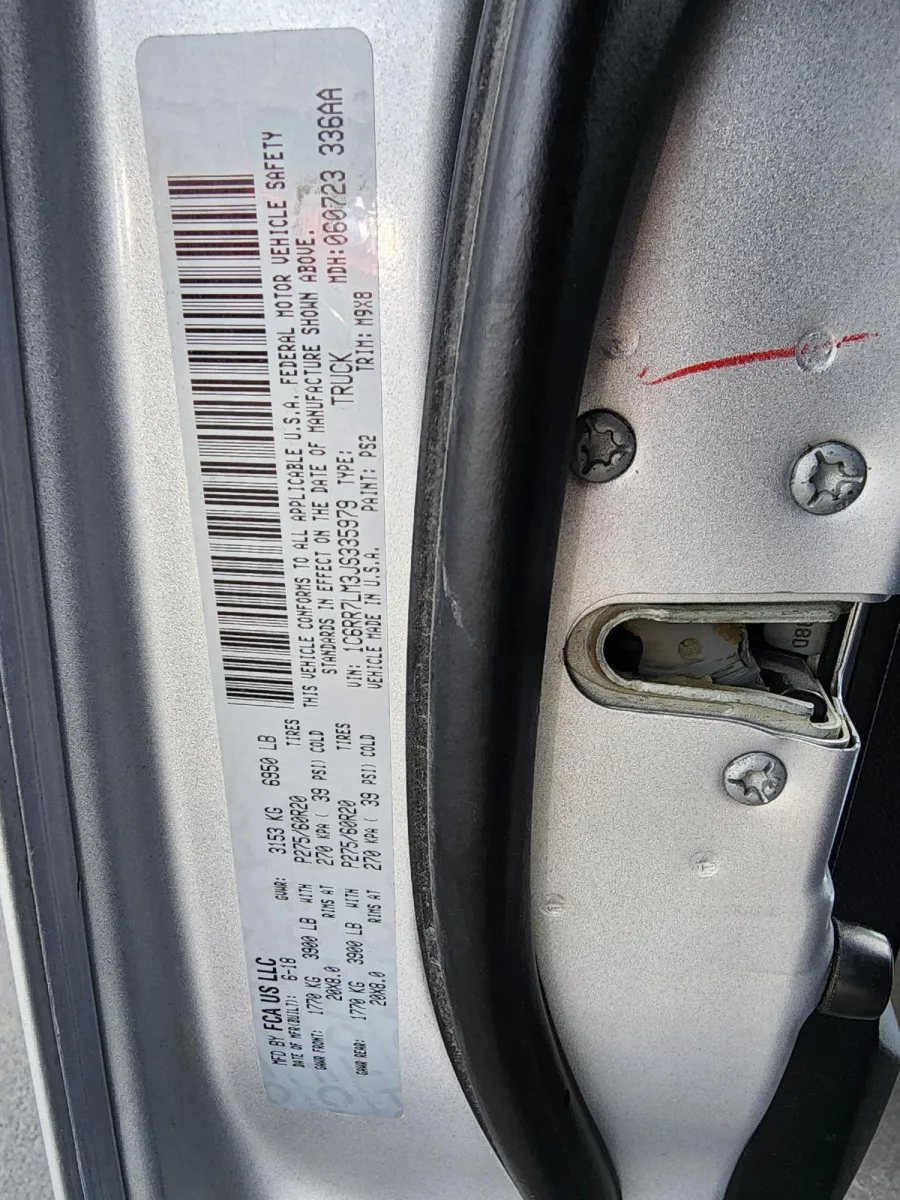 MFD BY FCA US LLC
DATE OF MFR(BUILT): 6-18 GVWR: 3153 KG 6950 LB
GAWR FRONT: 1770 KG 3900 LB WITH P275/60R20 TIRES
20X8.0 RIMS AT 270 KPA ( 39 PSI) COLD
GAWR REAR: 1770 KG 3900 LB WITH P275/60R20 TIRES
20X8.0 RIMS AT 270 KPA ( 39 PSI) COLD
THIS VEHICLE CONFORMS TO ALL APPLICABLE U.S.A. FEDERAL MOTOR VEHICLE SAFETY
STANDARDS IN EFFECT ON THE DATE OF MANUFACTURE SHOWN ABOVE.
VIN: 1C6RR7LM3JS335979 TYPE: TRUCK MDH:060723 336AA
VEHICLE MADE IN U.S.A. PAINT: PS2 TRIM: M9X8